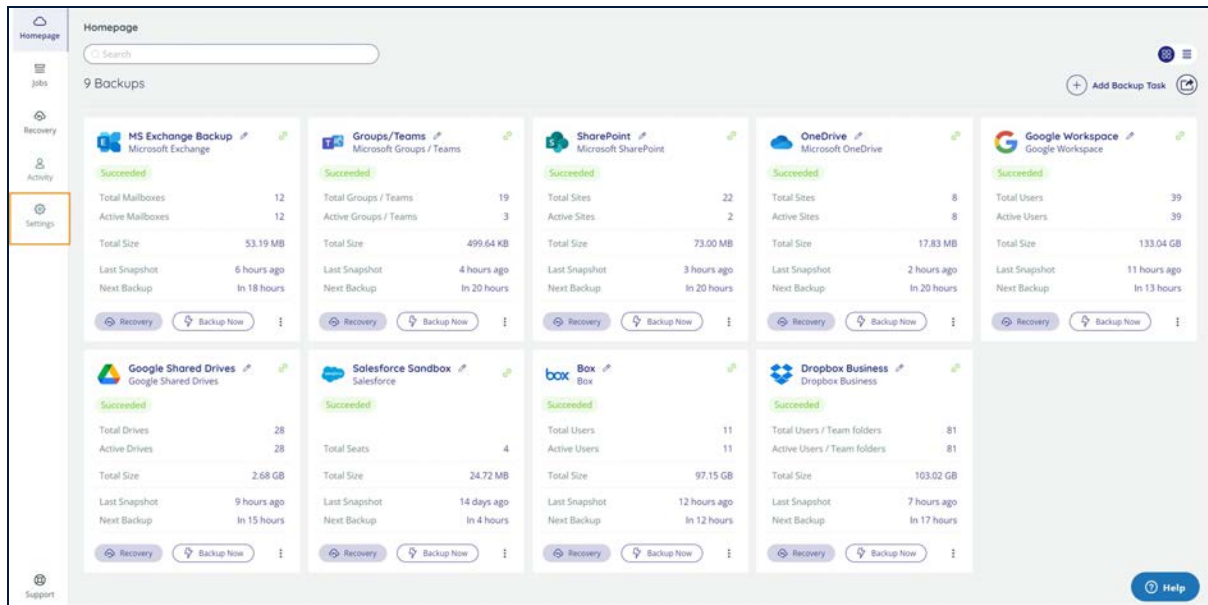 Homepage
Jobs
Recovery
Activity
Settings
Support
Homepage
Search
9 Backups
Add Backup Task
MS Exchange Backup
Microsoft Exchange
Succeeded
Total Mailboxes 12
Active Mailboxes 12
Total Size 53.19 MB
Last Snapshot 6 hours ago
Next Backup In 18 hours
Recovery Backup Now
Groups/Teams
Microsoft Groups / Teams
Succeeded
Total Groups / Teams 19
Active Groups / Teams 3
Total Size 499.64 KB
Last Snapshot 4 hours ago
Next Backup In 20 hours
Recovery Backup Now
SharePoint
Microsoft SharePoint
Succeeded
Total Sites 22
Active Sites 2
Total Size 73.00 MB
Last Snapshot 3 hours ago
Next Backup In 20 hours
Recovery Backup Now
OneDrive
Microsoft OneDrive
Succeeded
Total Sites 8
Active Sites 8
Total Size 17.83 MB
Last Snapshot 2 hours ago
Next Backup In 20 hours
Recovery Backup Now
Google Workspace
Google Workspace
Succeeded
Total Users 39
Active Users 39
Total Size 133.04 GB
Last Snapshot 11 hours ago
Next Backup In 13 hours
Recovery Backup Now
Google Shared Drives
Google Shared Drives
Succeeded
Total Drives 28
Active Drives 28
Total Size 2.68 GB
Last Snapshot 9 hours ago
Next Backup In 15 hours
Recovery Backup Now
Salesforce Sandbox
Salesforce
Succeeded
Total Seats 4
Total Size 24.72 MB
Last Snapshot 14 days ago
Next Backup In 4 hours
Recovery Backup Now
box Box
Box
Succeeded
Total Users 11
Active Users 11
Total Size 97.15 GB
Last Snapshot 12 hours ago
Next Backup In 12 hours
Recovery Backup Now
Dropbox Business
Dropbox Business
Succeeded
Total Users / Team folders 81
Active Users / Team folders 81
Total Size 103.02 GB
Last Snapshot 7 hours ago
Next Backup In 17 hours
Recovery Backup Now
Help